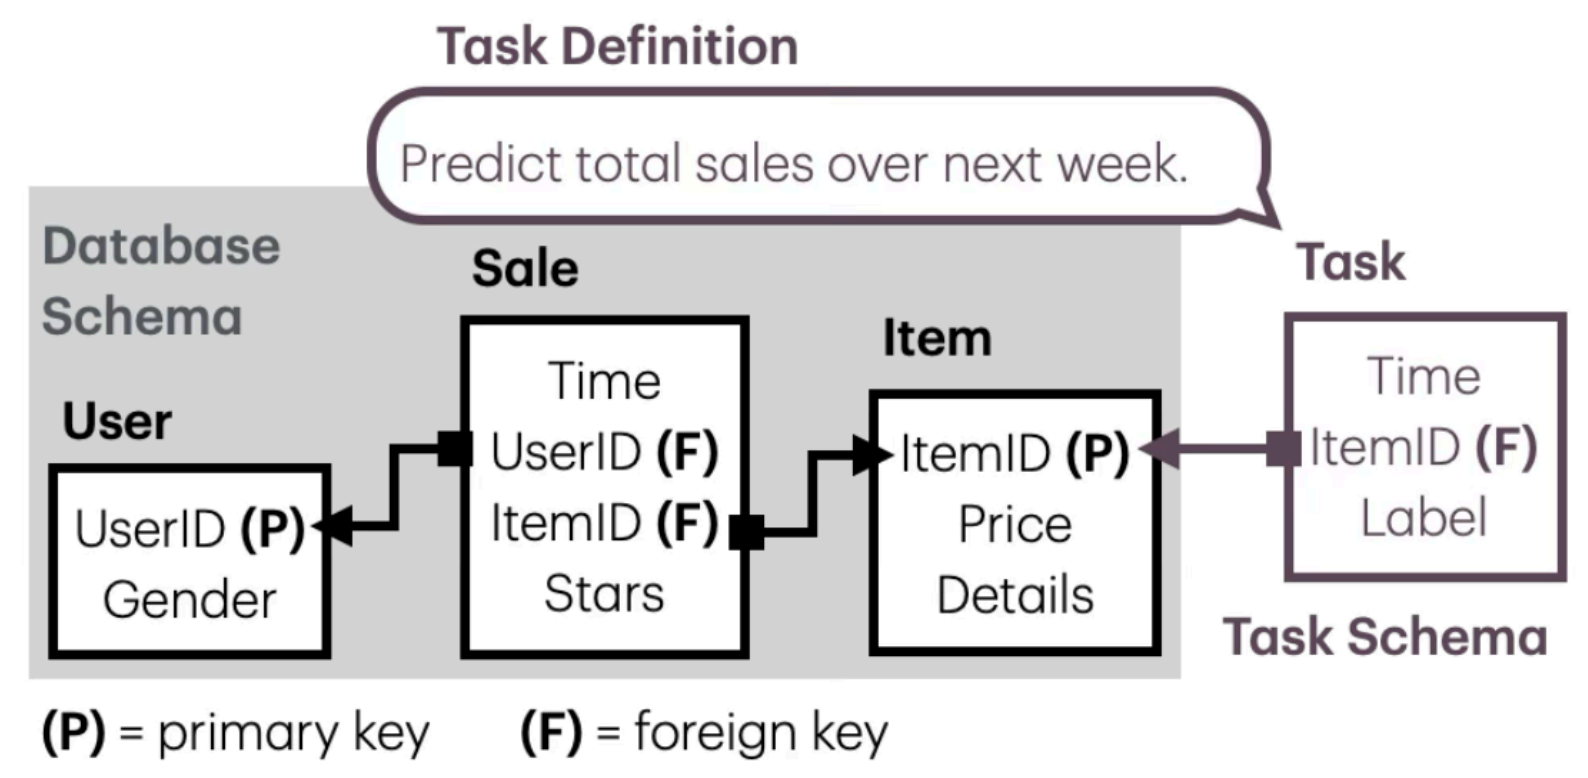 Task Definition
Predict total sales over next week.
Database
Schema
User
UserID (P)
Gender
Sale
Time
UserID (F)
ItemID (F)
Stars
Item
ItemID (P)
Price
Details
Task
Time
ItemID (F)
Label
Task Schema
(P) = primary key
(F) = foreign key